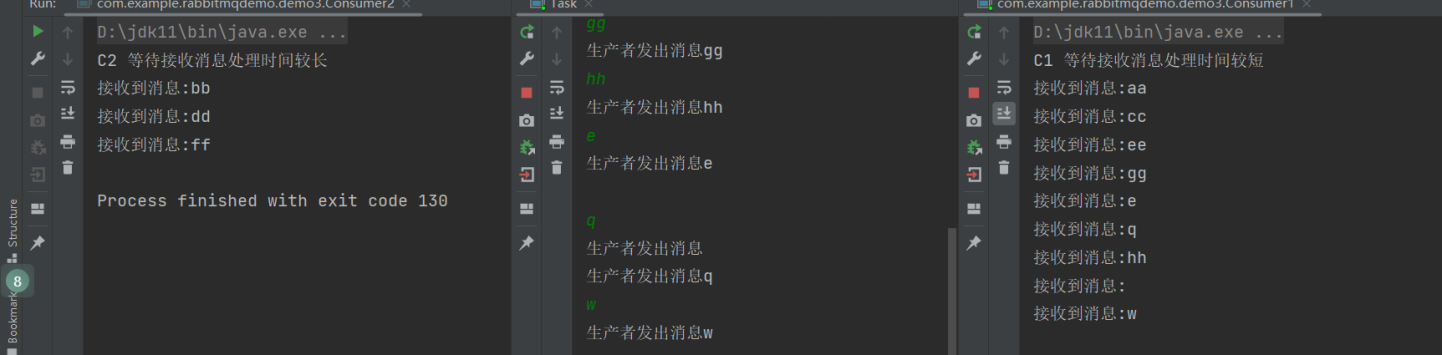 Run: com.example.rabbitmqdemo.demo3.Consumer2
D:\jdk11\bin\java.exe ...
C2 等待接收消息处理时间较长
接收到消息:bb
接收到消息:dd
接收到消息:ff
Process finished with exit code 130
Structure
8
Bookmark
Task
gg
生产者发出消息gg
hh
生产者发出消息hh
e
生产者发出消息e
q
生产者发出消息
生产者发出消息q
w
生产者发出消息w
com.example.rabbitmqdemo.demo3.Consumer1
D:\jdk11\bin\java.exe ...
C1 等待接收消息处理时间较短
接收到消息:aa
接收到消息:cc
接收到消息:ee
接收到消息:gg
接收到消息:e
接收到消息:q
接收到消息:hh
接收到消息:
接收到消息:w